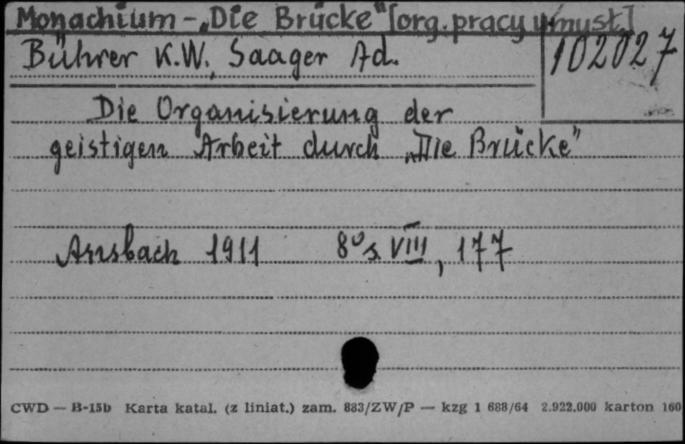 Monachium - „Die Brücke" [org. pracy umysł.]
Bührer K.W., Saager Ad.
102027
Die Organisierung der
geistigen Arbeit durch „Die Brücke"
Ansbach 1911 8° s. VIII, 177
CWD — B-15b Karta katal. (z liniat.) zam. 883/ZW/P — kzg 1 688/64 2.922.000 karton 160